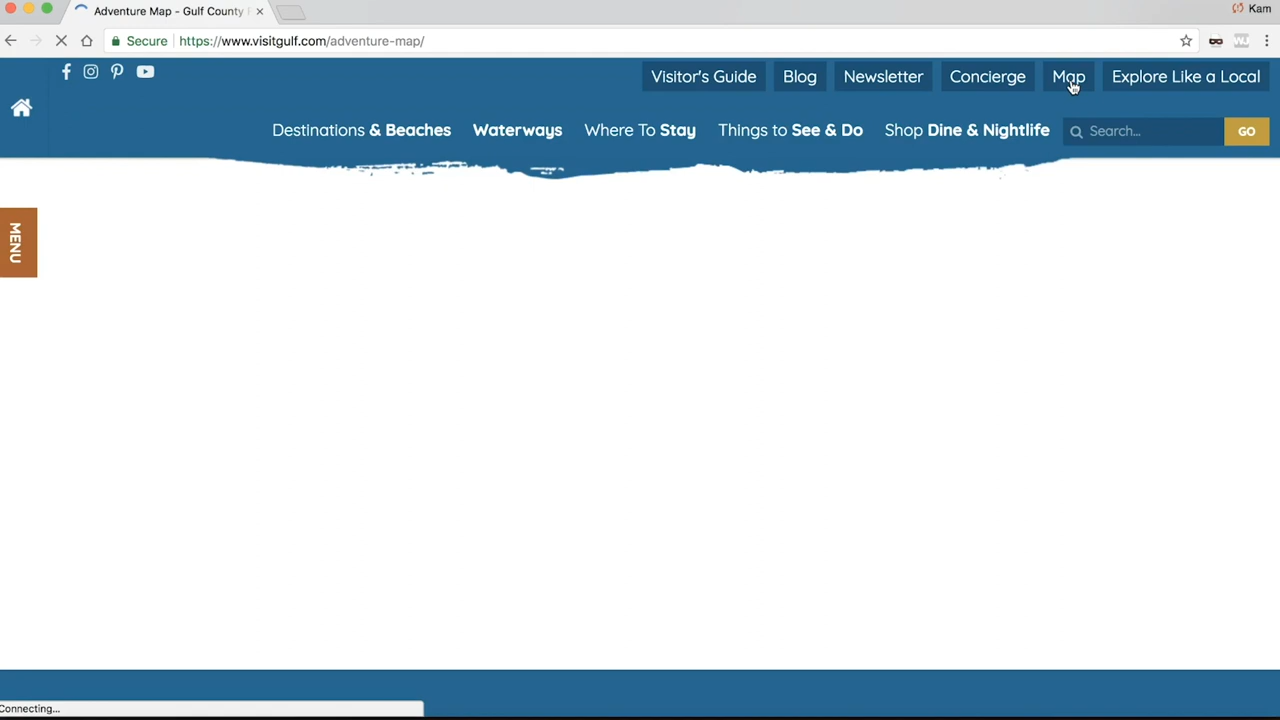 Adventure Map - Gulf County
Kam
Secure
https://www.visitgulf.com/adventure-map/
Visitor's Guide
Blog
Newsletter
Concierge
Map
Explore Like a Local
Destinations & Beaches
Waterways
Where To Stay
Things to See & Do
Shop Dine & Nightlife
Search...
GO
MENU
Connecting...